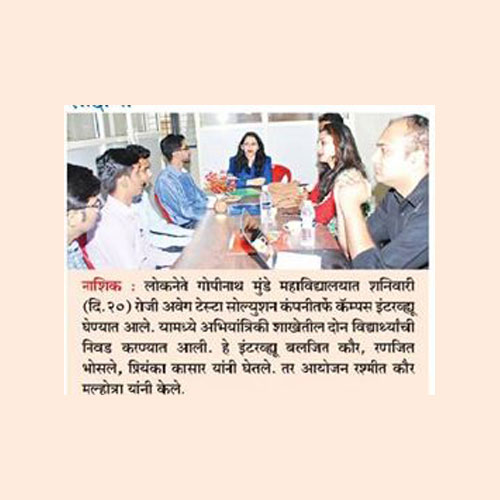 नाशिक : लोकनेते गोपीनाथ मुंडे महाविद्यालयात शनिवारी
(दि.२०) रोजी अवेग टेस्टा सोल्युशन कंपनीतर्फे कॅम्पस इंटरव्ह्यू
घेण्यात आले. यामध्ये अभियांत्रिकी शाखेतील दोन विद्यार्थ्यांची
निवड करण्यात आली. हे इंटरव्ह्यू बलजित कौर, रणजित
भोसले, प्रियंका कासार यांनी घेतले. तर आयोजन रश्मीत कौर
मल्होत्रा यांनी केले.